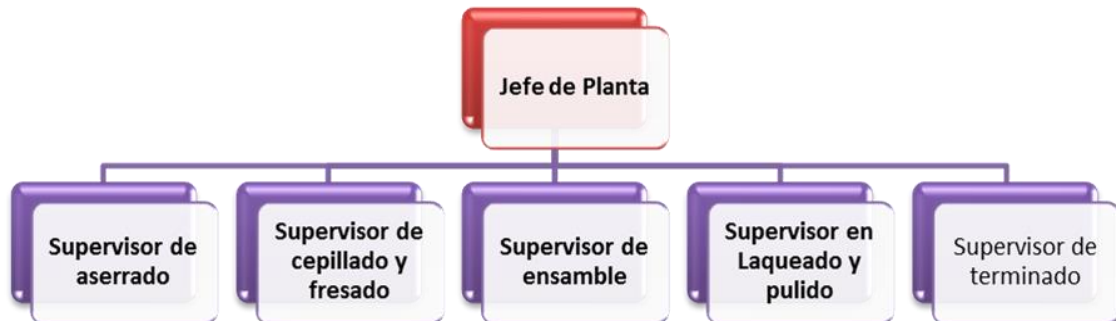 Jefe de Planta
Supervisor de
aserrado
Supervisor de
cepillado y
fresado
Supervisor de
ensamble
Supervisor en
Laqueado y
pulido
Supervisor de
terminado